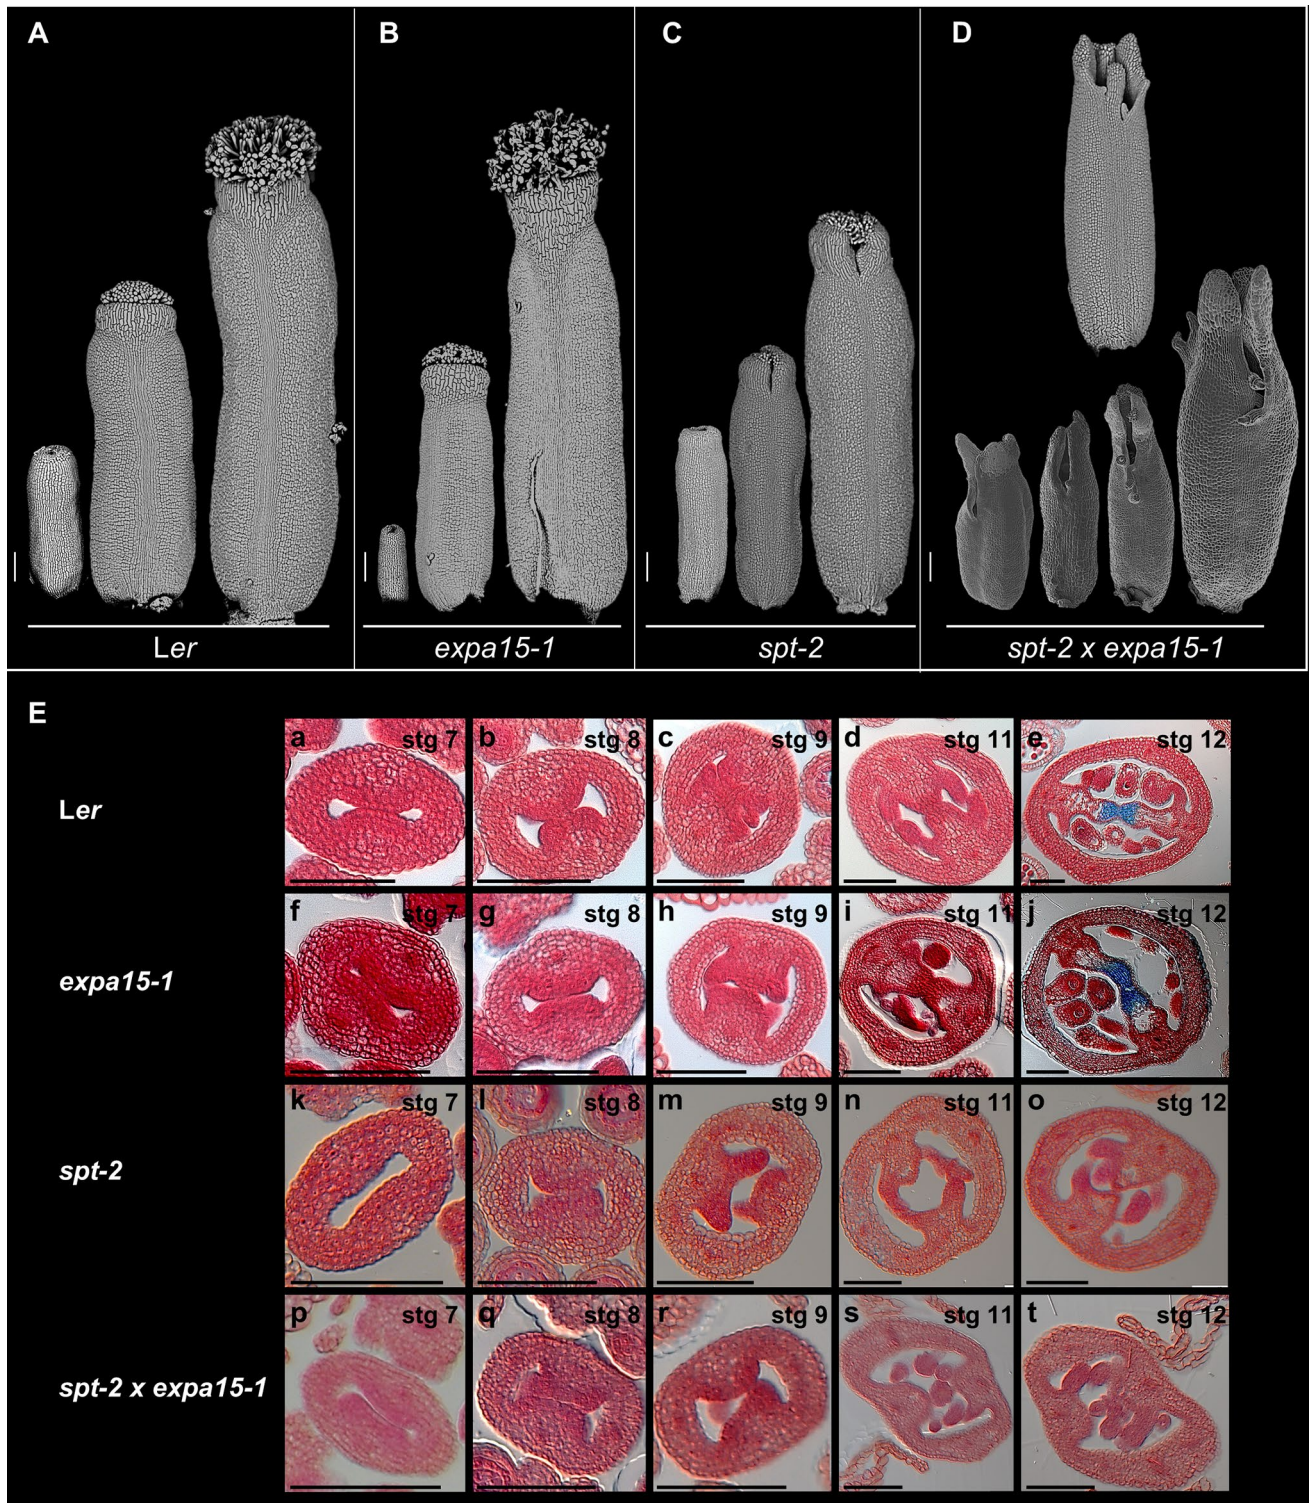 A B C D
Ler expa15-1 spt-2 spt-2 x expa15-1
E
a stg 7 b stg 8 c stg 9 d stg 11 e stg 12
Ler
f stg 7 g stg 8 h stg 9 i stg 11 j stg 12
expa15-1
k stg 7 l stg 8 m stg 9 n stg 11 o stg 12
spt-2
p stg 7 q stg 8 r stg 9 s stg 11 t stg 12
spt-2 x expa15-1